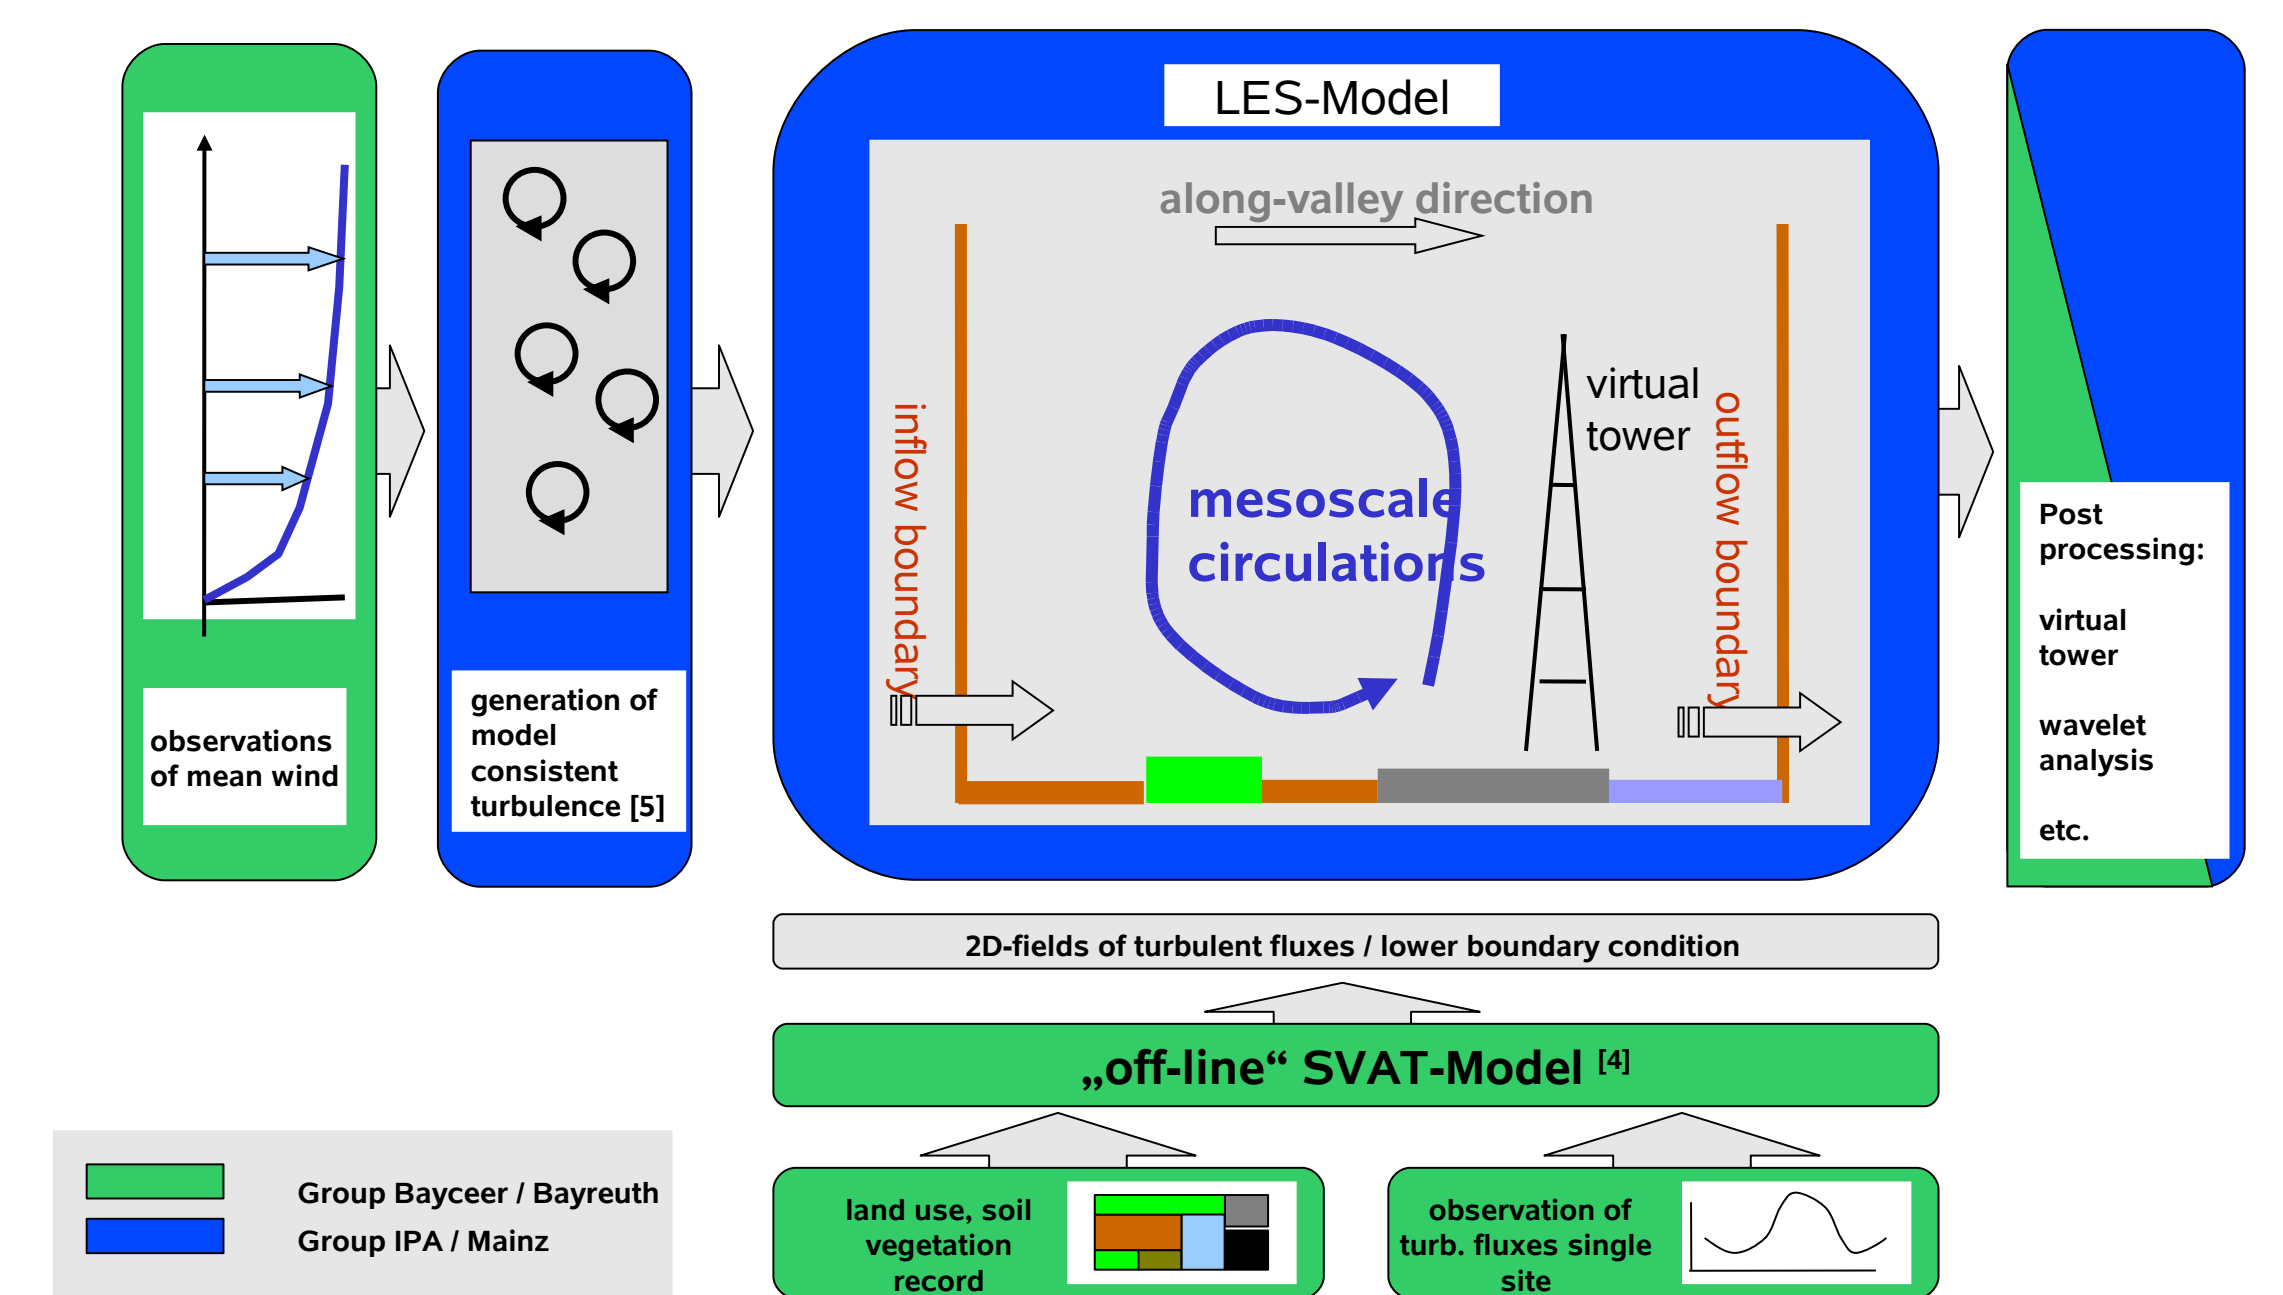 LES-Model
along-valley direction
inflow boundary
mesoscale
circulations
virtual
tower
outflow boundary
observations
of mean wind
generation of
model
consistent
turbulence [5]
Post
processing:
virtual
tower
wavelet
analysis
etc.
2D-fields of turbulent fluxes / lower boundary condition
„off-line“ SVAT-Model [4]
land use, soil
vegetation
record
observation of
turb. fluxes single
site
Group Bayceer / Bayreuth
Group IPA / Mainz